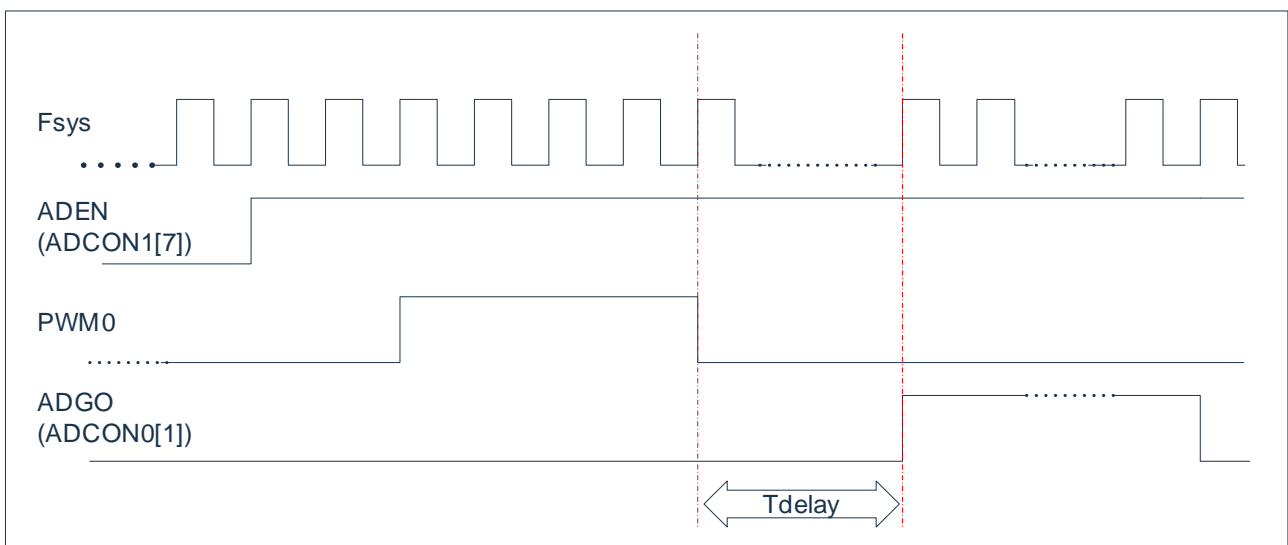 Fsys
ADEN
(ADCON1[7])
PWM0
ADGO
(ADCON0[1])
Tdelay